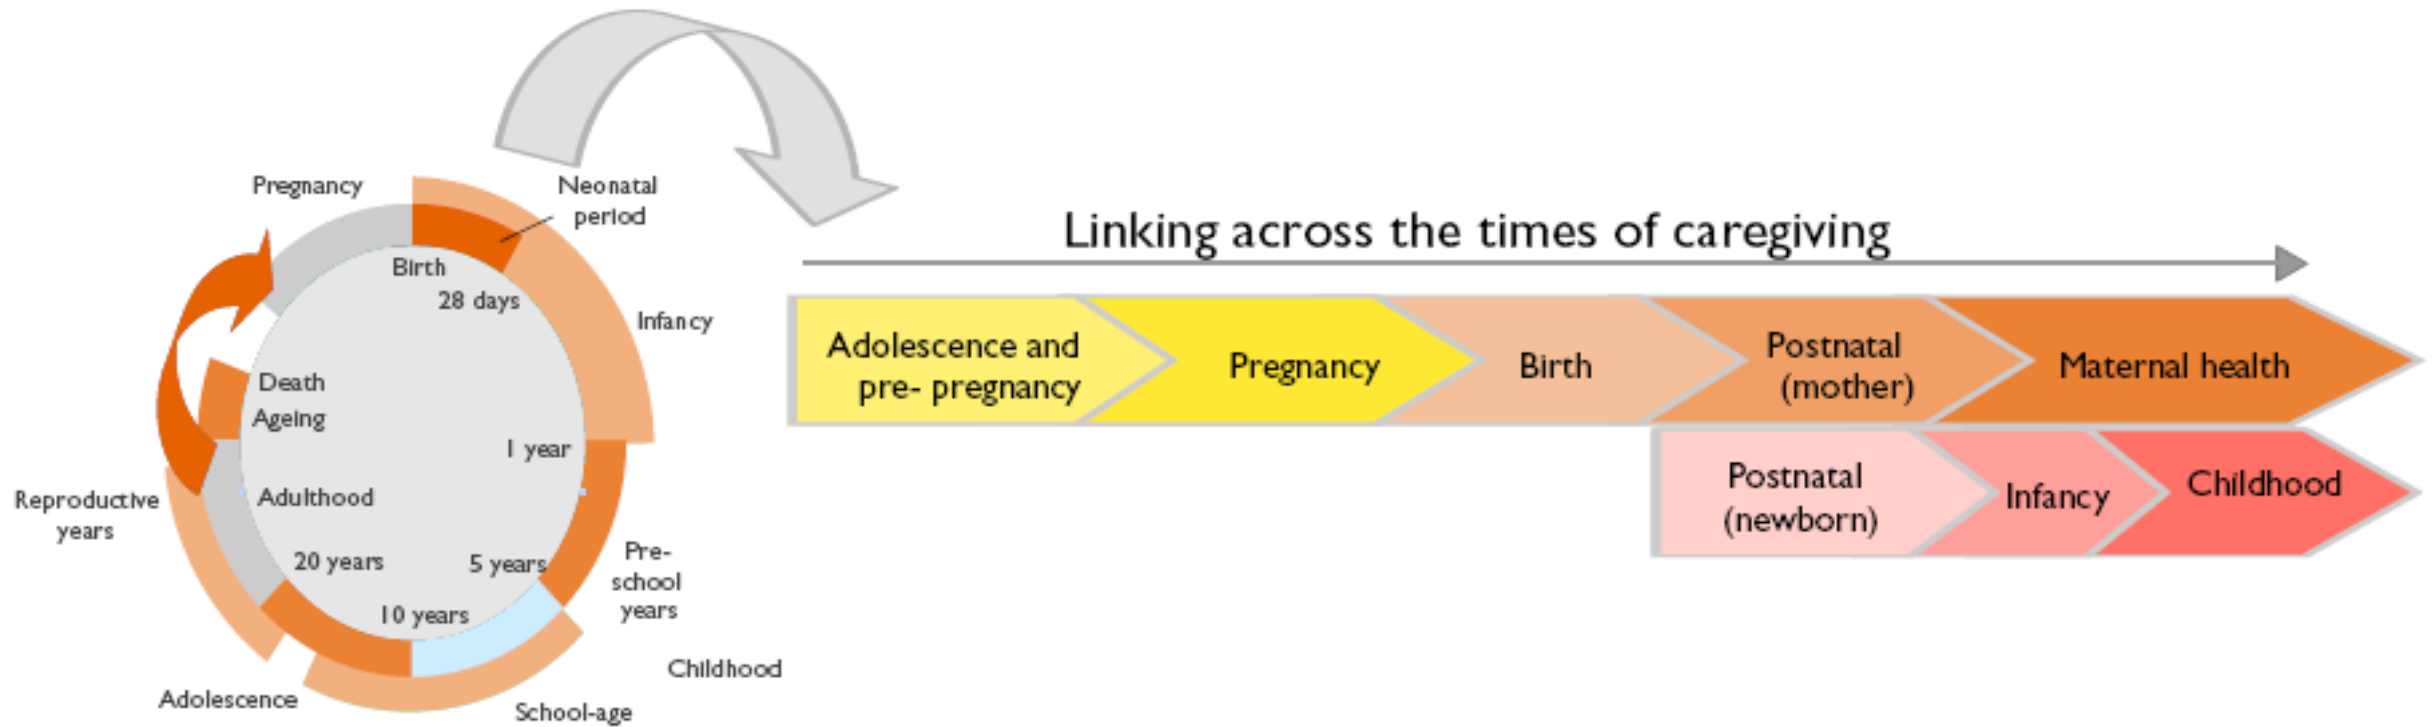 Pregnancy
Neonatal
period
Birth
28 days
Infancy
Death
Ageing
1 year
Adulthood
Reproductive
years
20 years
5 years
Pre-
school
years
10 years
Childhood
Adolescence
School-age
Linking across the times of caregiving
Adolescence and
pre- pregnancy
Pregnancy
Birth
Postnatal
(mother)
Maternal health
Postnatal
(newborn)
Infancy
Childhood